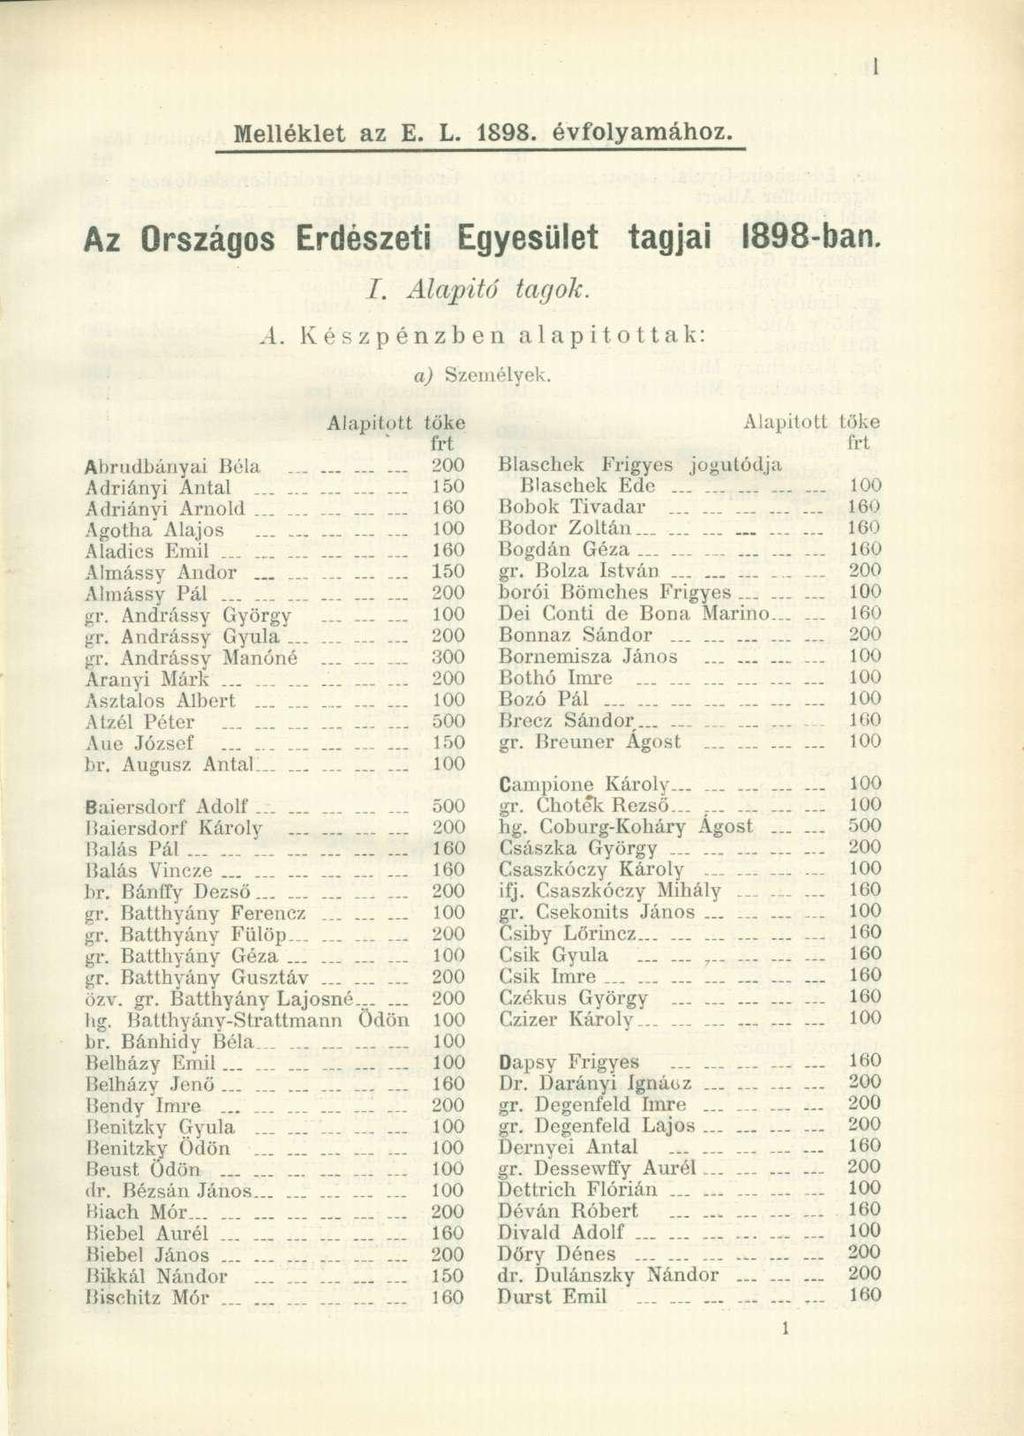 1
Melléklet az E. L. 1898. évfolyamához.
Az Országos Erdészeti Egyesület tagjai 1898-ban.
I. Alapitó tagok.
A. Készpénzben alapitottak:
a) Személyek.
Alapitott tőke
frt
Abrudbányai Béla 200
Adriányi Antal 150
Adriányi Arnold 160
Agotha Alajos 100
Aladics Emil 160
Almássy Andor 150
Almássy Pál 200
gr. Andrássy György 100
gr. Andrássy Gyula 200
gr. Andrássy Manóné 300
Aranyi Márk 200
Asztalos Albert 100
Atzél Péter 500
Aue József 150
br. Augusz Antal 100
Baiersdorf Adolf 500
Baiersdorf Károly 200
Balás Pál 160
Balás Vincze 160
br. Bánffy Dezső 200
gr. Batthyány Ferencz 100
gr. Batthyány Fülöp 200
gr. Batthyány Géza 100
gr. Batthyány Gusztáv 200
özv. gr. Batthyány Lajosné 200
hg. Batthyány-Strattmann Ödön 100
br. Bánhidy Béla 100
Belházy Emil 100
Belházy Jenő 160
Bendy Imre 200
Benitzky Gyula 100
Benitzky Ödön 100
Beust Ödön 100
dr. Bézsán János 100
Biach Mór 200
Biebel Aurél 160
Biebel János 200
Bikkál Nándor 150
Bischitz Mór 160
Alapitott tőke
frt
Blaschek Frigyes jogutódja
Blaschek Ede 100
Bobok Tivadar 160
Bodor Zoltán 160
Bogdán Géza 160
gr. Bolza István 200
borói Bömches Frigyes 100
Dei Conti de Bona Marino 160
Bonnaz Sándor 200
Bornemisza János 100
Bothó Imre 100
Bozó Pál 100
Brecz Sándor 160
gr. Breuner Ágost 100
Campione Károly 100
gr. Choték Rezső 100
hg. Coburg-Koháry Ágost 500
Császka György 200
Csaszkóczy Károly 100
ifj. Csaszkóczy Mihály 160
gr. Csekonits János 100
Csiby Lőrincz 160
Csik Gyula 160
Csik Imre 160
Czékus György 160
Czizer Károly 100
Dapsy Frigyes 160
Dr. Darányi Ignácz 200
gr. Degenfeld Imre 200
gr. Degenfeld Lajos 200
Dernyei Antal 160
gr. Dessewffy Aurél 200
Dettrich Flórián 100
Déván Róbert 160
Divald Adolf 100
Dőry Dénes 200
dr. Dulánszky Nándor 200
Durst Emil 160
1